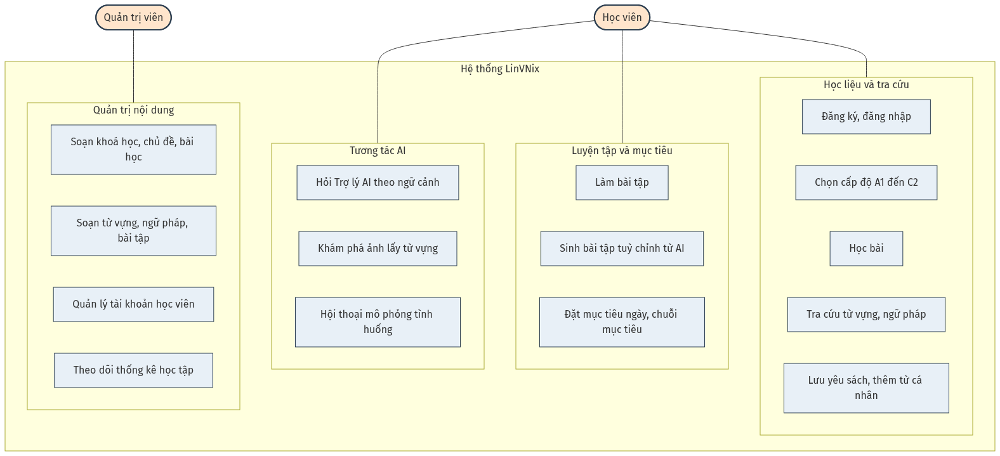 Quản trị viên
Học viên
Hệ thống LinVNix
Quản trị nội dung
Soạn khoá học, chủ đề, bài
học
Soạn từ vựng, ngữ pháp,
bài tập
Quản lý tài khoản học viên
Theo dõi thống kê học tập
Tương tác AI
Hỏi Trợ lý AI theo ngữ cảnh
Khám phá ảnh lấy từ vựng
Hội thoại mô phỏng tình
huống
Luyện tập và mục tiêu
Làm bài tập
Sinh bài tập tuỳ chỉnh từ AI
Đặt mục tiêu ngày, chuỗi
mục tiêu
Học liệu và tra cứu
Đăng ký, đăng nhập
Chọn cấp độ A1 đến C2
Học bài
Tra cứu từ vựng, ngữ pháp
Lưu yêu sách, thêm từ cá
nhân